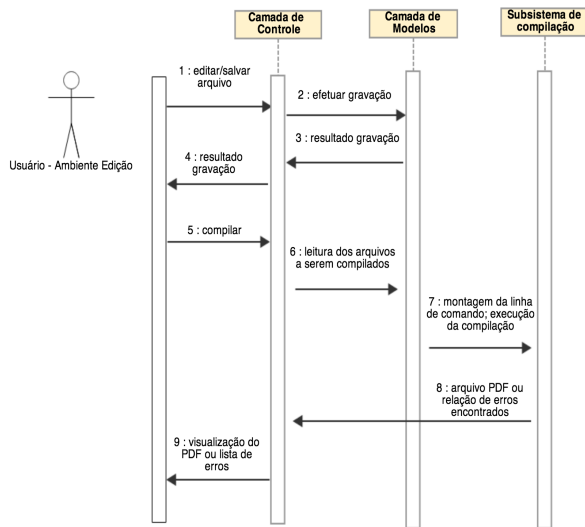 Camada de
Controle
Camada de
Modelos
Subsistema de
compilação
1 : editar/salvar
arquivo
2 : efetuar gravação
3 : resultado gravação
4 : resultado
gravação
Usuário - Ambiente Edição
5 : compilar
6 : leitura dos arquivos
a serem compilados
7 : montagem da linha
de comando; execução
da compilação
8 : arquivo PDF ou
relação de erros
encontrados
9 : visualização do
PDF ou lista de
erros